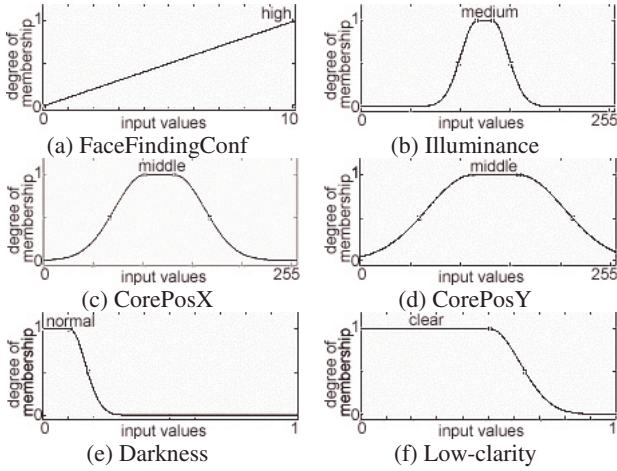 high
degree of membership
1
0
0
10
input values
(a) FaceFindingConf
medium
degree of membership
1
0
0
255
input values
(b) Illuminance
middle
degree of membership
1
0
0
255
input values
(c) CorePosX
middle
degree of membership
1
0
0
255
input values
(d) CorePosY
normal
degree of membership
1
0
0
1
input values
(e) Darkness
clear
degree of membership
1
0
0
1
input values
(f) Low-clarity